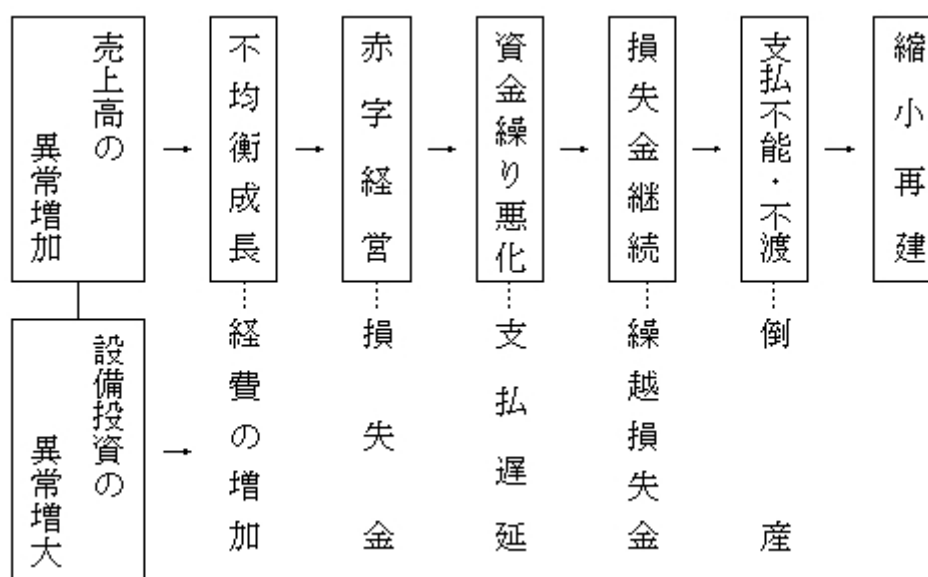 売上高の
異常増加
不均衡成長
赤字経営
資金繰り悪化
損失金継続
支払不能・不渡
縮小再建
設備投資の
異常増大
経費の増加
損失金
支払遅延
繰越損失金
倒産